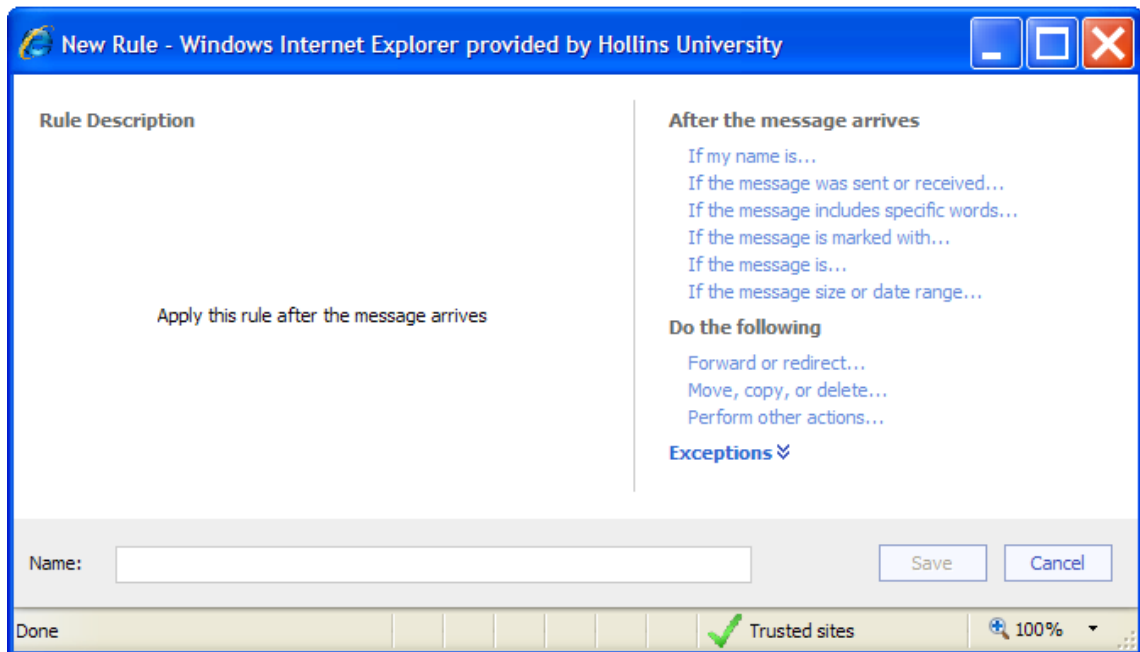 New Rule - Windows Internet Explorer provided by Hollins University
Rule Description
Apply this rule after the message arrives
After the message arrives
If my name is...
If the message was sent or received...
If the message includes specific words...
If the message is marked with...
If the message is...
If the message size or date range...
Do the following
Forward or redirect...
Move, copy, or delete...
Perform other actions...
Exceptions
Name:
Save
Cancel
Done
Trusted sites
100%